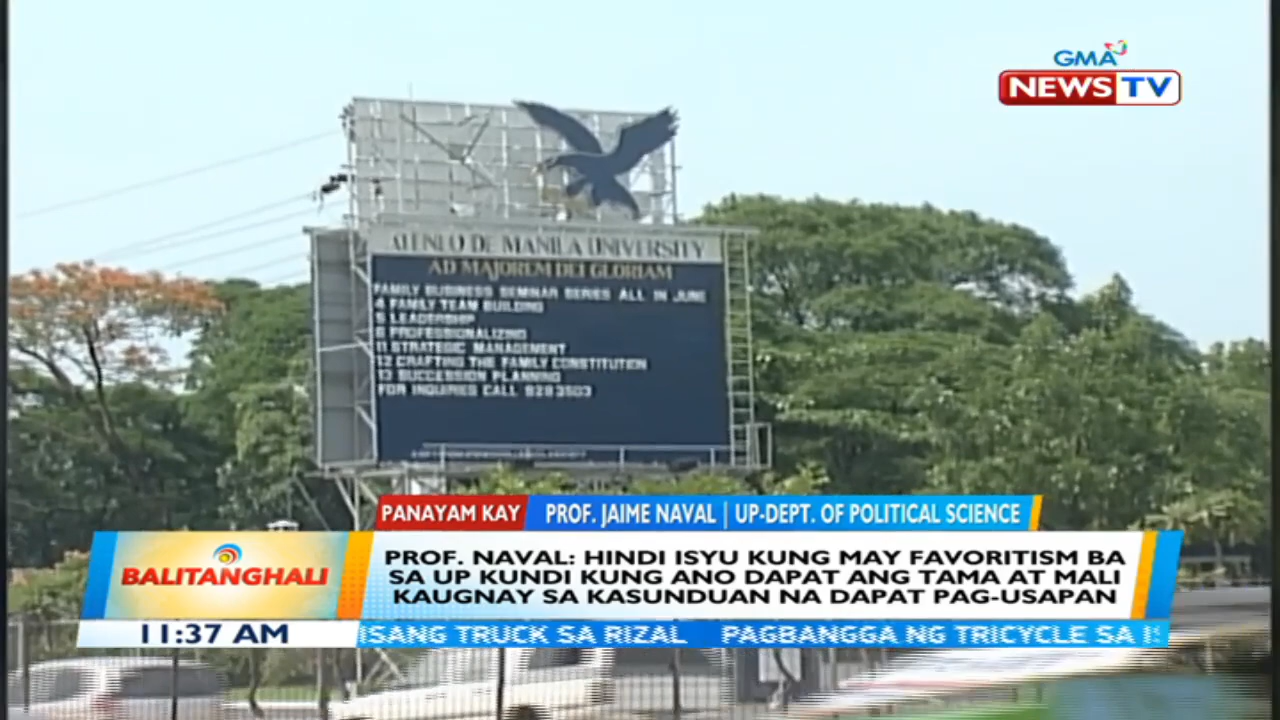 GMA
NEWS TV
ATENEO DE MANILA UNIVERSITY
AD MAJOREM DEI GLORIAM
FAMILY BUSINESS SEMINAR SERIES ALL IN JUNE
4 FAMILY TEAM BUILDING
5 LEADERSHIP
6 PROFESSIONALIZING
11 STRATEGIC MANAGEMENT
12 CRAFTING THE FAMILY CONSTITUTION
13 SUCCESSION PLANNING
FOR INQUIRIES CALL 9283503
PANAYAM KAY PROF. JAIME NAVAL | UP-DEPT. OF POLITICAL SCIENCE
BALITANGHALI
PROF. NAVAL: HINDI ISYU KUNG MAY FAVORITISM BA
SA UP KUNDI KUNG ANO DAPAT ANG TAMA AT MALI
KAUGNAY SA KASUNDUAN NA DAPAT PAG-USAPAN
11:37 AM
ISANG TRUCK SA RIZAL PAGBANGGA NG TRICYCLE SA